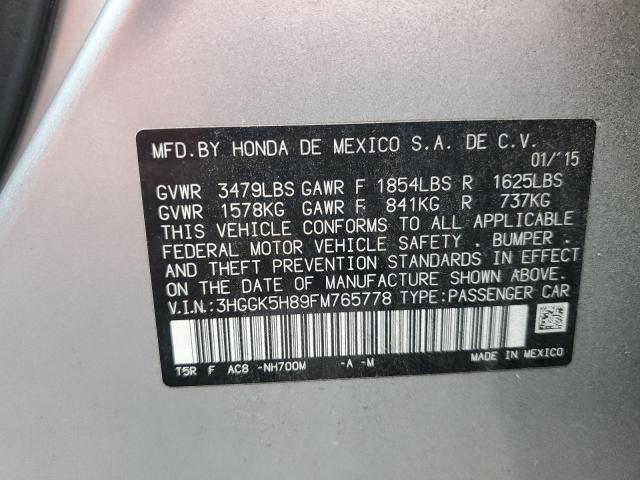 MFD.BY HONDA DE MEXICO S.A. DE C.V.
01/'15
GVWR 3479LBS GAWR F 1854LBS R 1625LBS
GVWR 1578KG GAWR F 841KG R 737KG
THIS VEHICLE CONFORMS TO ALL APPLICABLE
FEDERAL MOTOR VEHICLE SAFETY . BUMPER .
AND THEFT PREVENTION STANDARDS IN EFFECT
ON THE DATE OF MANUFACTURE SHOWN ABOVE.
V.I.N.:3HGGK5H89FM765778 TYPE:PASSENGER CAR
T5R F AC8 -NH700M -A -M MADE IN MEXICO